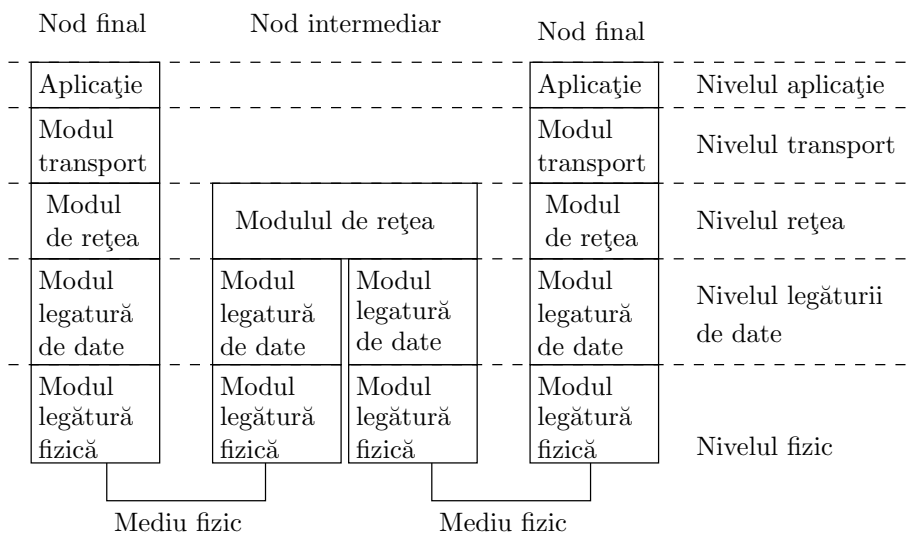 Nod final
Nod intermediar
Nod final
Aplicaţie
Aplicaţie
Nivelul aplicaţie
Modul
transport
Modul
transport
Nivelul transport
Modul
de reţea
Modulul de reţea
Modul
de reţea
Nivelul reţea
Modul
legatură
de date
Modul
legatură
de date
Modul
legatură
de date
Modul
legatură
de date
Nivelul legăturii
de date
Modul
legătură
fizică
Modul
legătură
fizică
Modul
legătură
fizică
Modul
legătură
fizică
Nivelul fizic
Mediu fizic
Mediu fizic